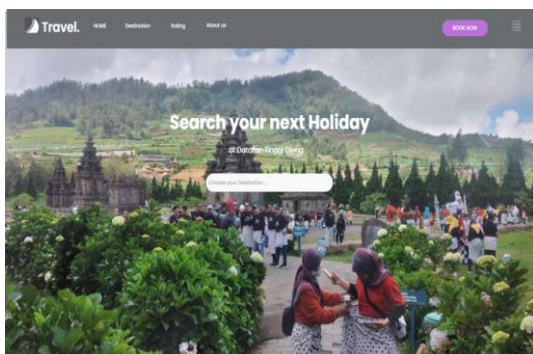 Travel.
HOME
Destination
Rating
About us
BOOK NOW
Search your next Holiday
at Dataran Tinggi Dieng
Choose your Destination ...